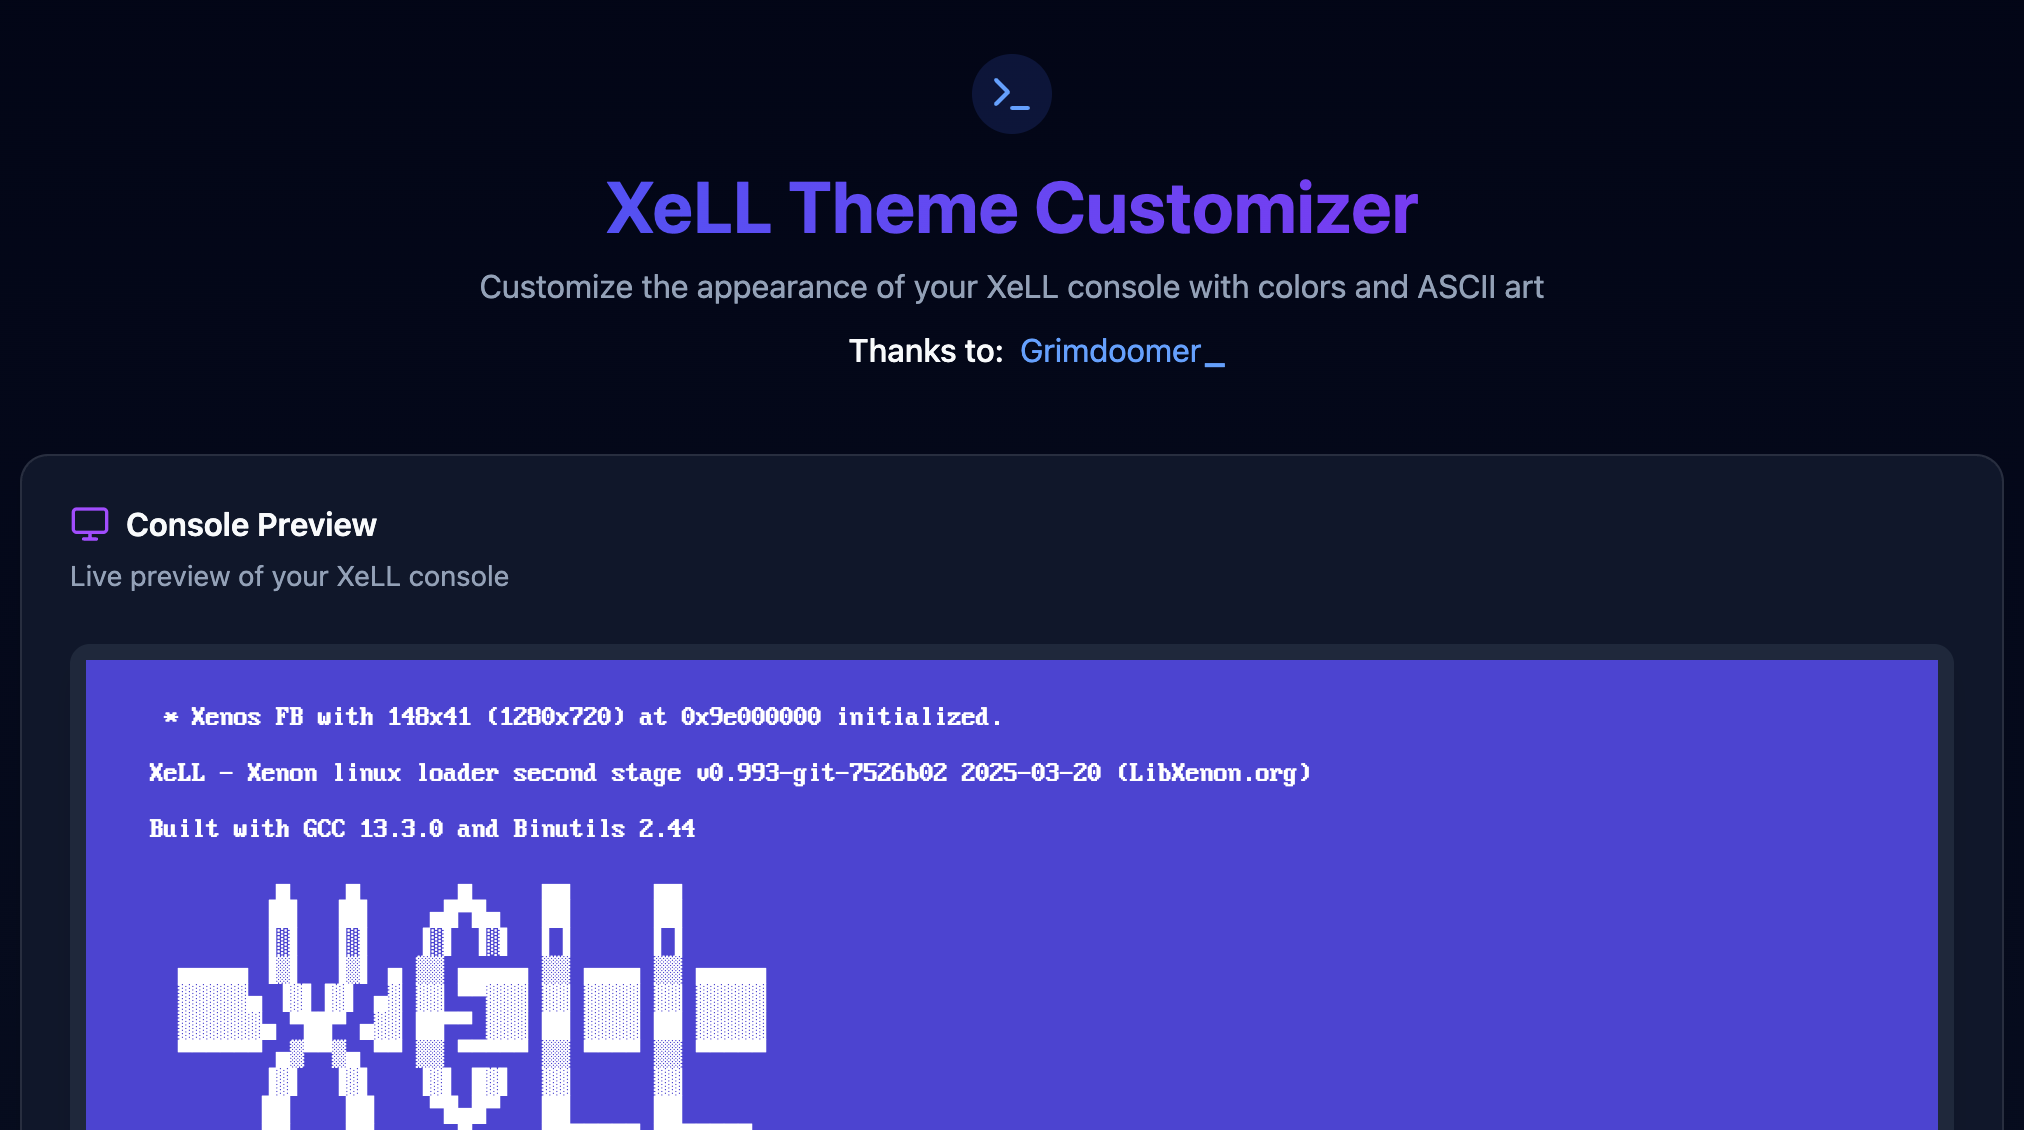 XeLL Theme Customizer
Customize the appearance of your XeLL console with colors and ASCII art
Thanks to: Grimdoomer_
Console Preview
Live preview of your XeLL console
* Xenos FB with 148x41 (1280x720) at 0x9e000000 initialized.
XeLL - Xenon linux loader second stage v0.993-git-7526b02 2025-03-20 (LibXenon.org)
Built with GCC 13.3.0 and Binutils 2.44